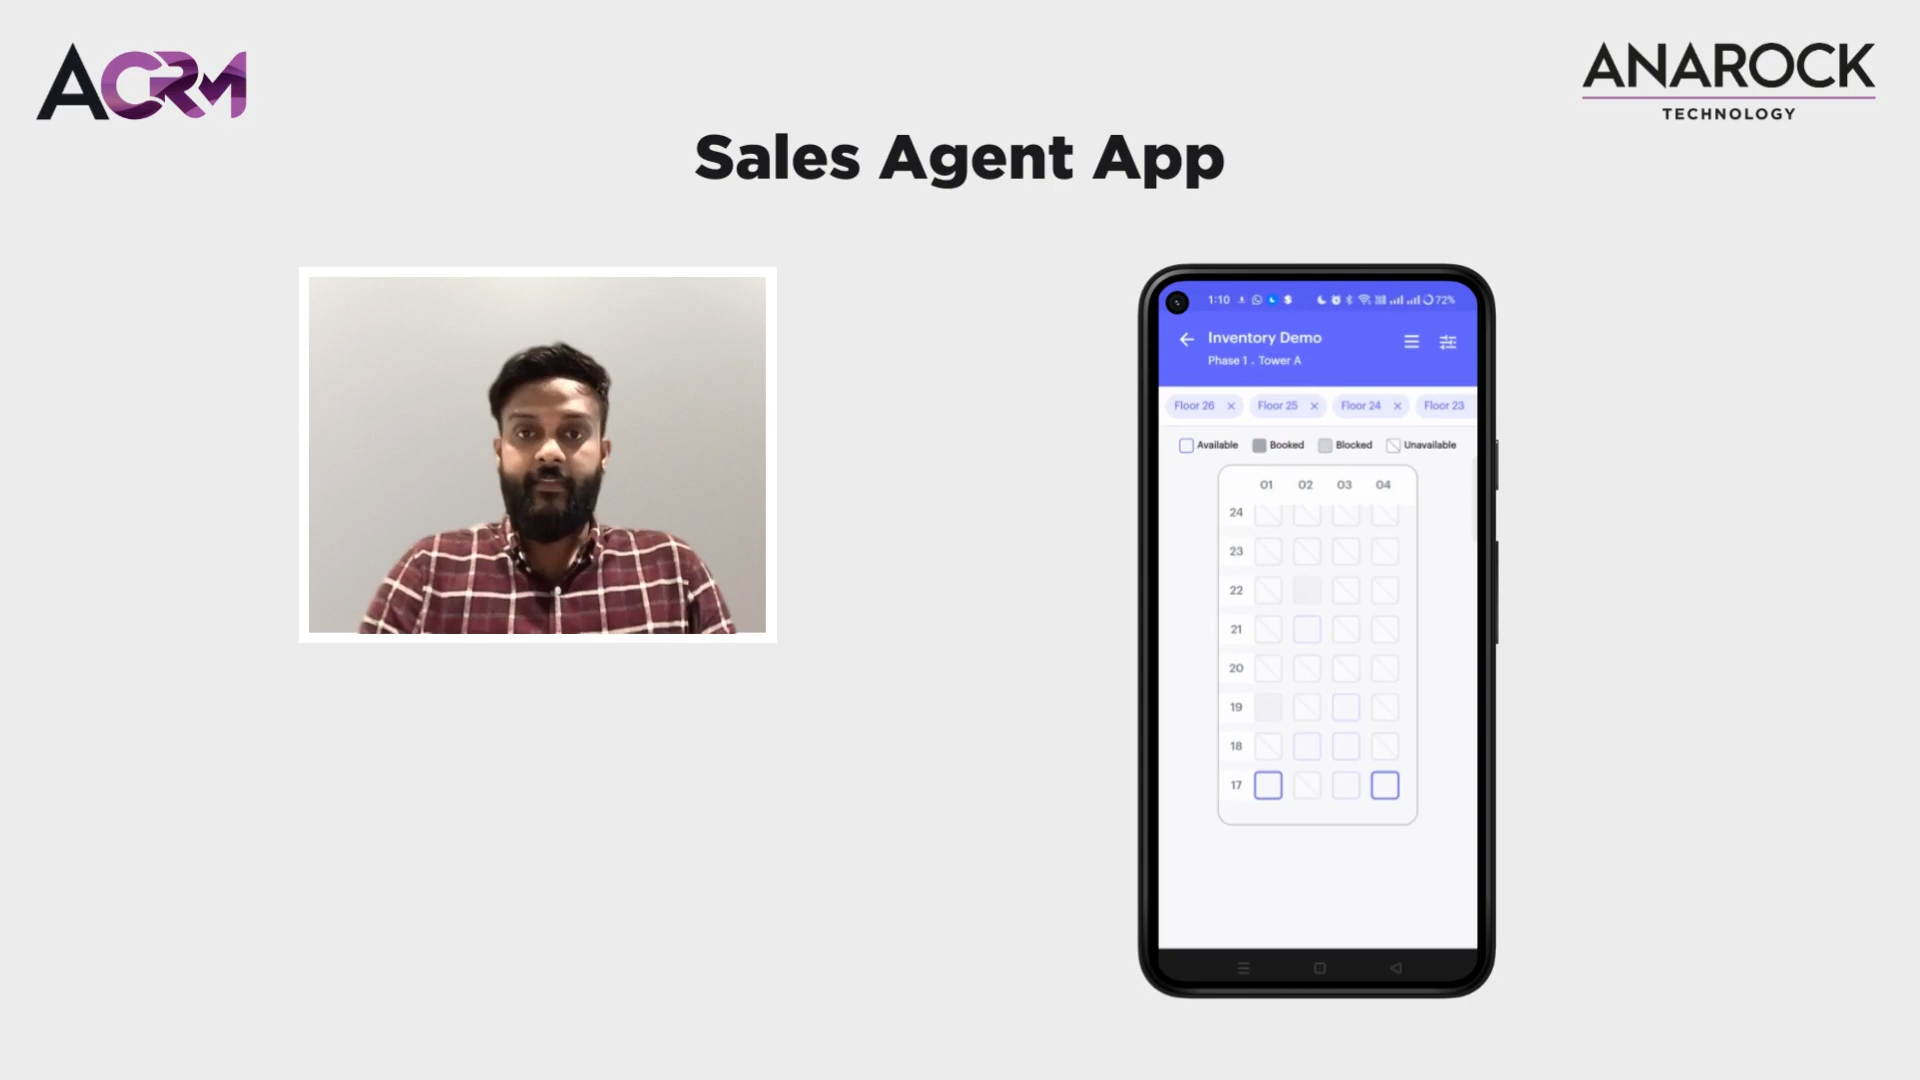 ACRM
ANAROCK
TECHNOLOGY
Sales Agent App
1:10
72%
Inventory Demo
Phase 1 . Tower A
Floor 26 ×
Floor 25 ×
Floor 24 ×
Floor 23
Available
Booked
Blocked
Unavailable
01 02 03 04
24
23
22
21
20
19
18
17